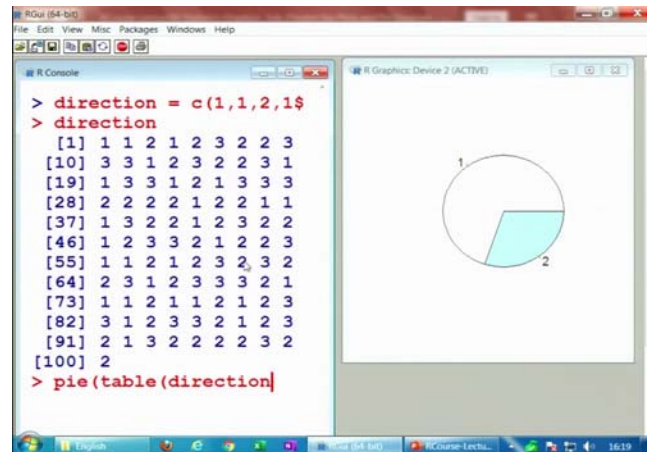 RGui (64-bit)
File Edit View Misc Packages Windows Help
R Console
> direction = c(1,1,2,1$
> direction
[1] 1 1 2 1 2 3 2 2 3
[10] 3 3 1 2 3 2 2 3 1
[19] 1 3 3 1 2 1 3 3 3
[28] 2 2 2 2 1 2 2 1 1
[37] 1 3 2 2 1 2 3 2 2
[46] 1 2 3 3 2 1 2 2 3
[55] 1 1 2 1 2 3 2 3 2
[64] 2 3 1 2 3 3 3 2 1
[73] 1 1 2 1 1 2 1 2 3
[82] 3 1 2 3 3 2 1 2 3
[91] 2 1 3 2 2 2 2 3 2
[100] 2
> pie(table(direction
R Graphics: Device 2 (ACTIVE)
1
2
English
RGui (64-bit)
RCourse-Lectu...
16:19